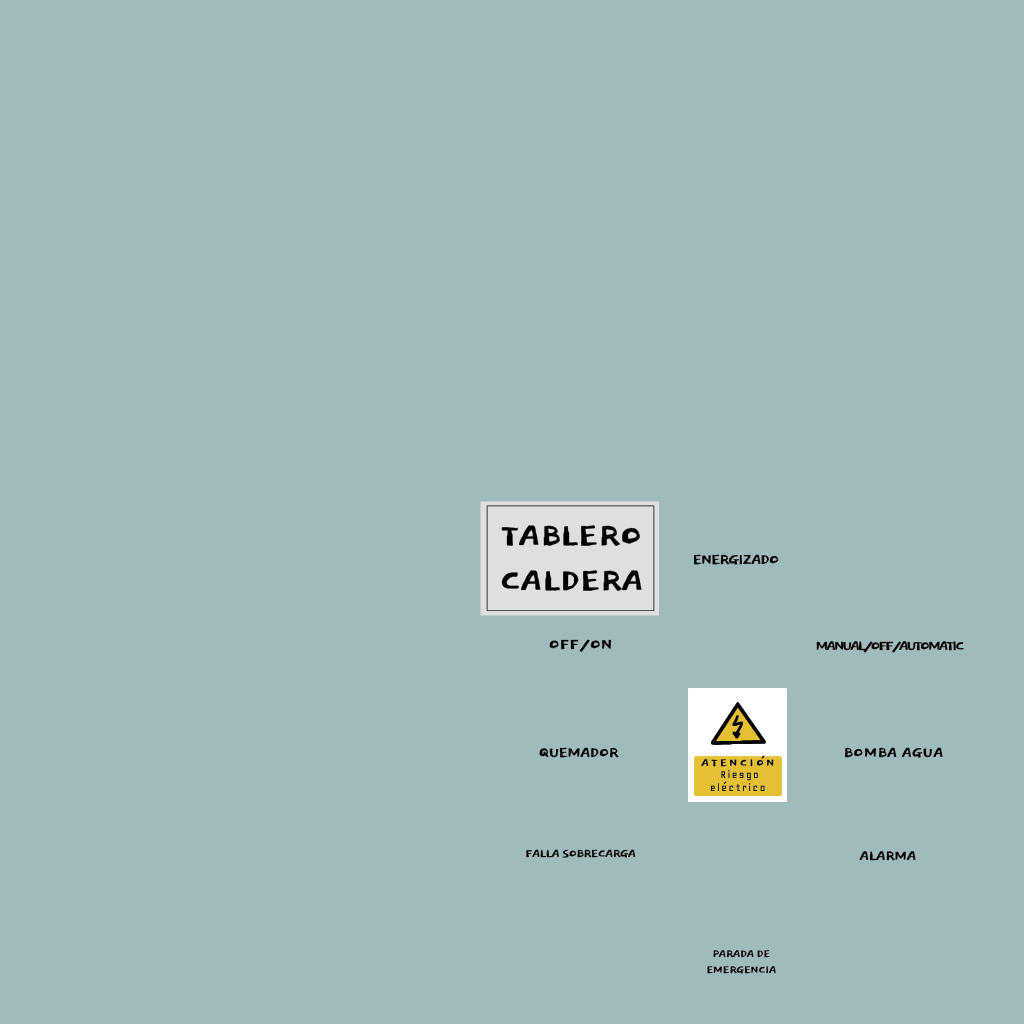 TABLERO
CALDERA
ENERGIZADO
OFF/ON
MANUAL/OFF/AUTOMATIC
QUEMADOR
ATENCIÓN
Riesgo
eléctrico
BOMBA AGUA
FALLA SOBRECARGA
ALARMA
PARADA DE
EMERGENCIA